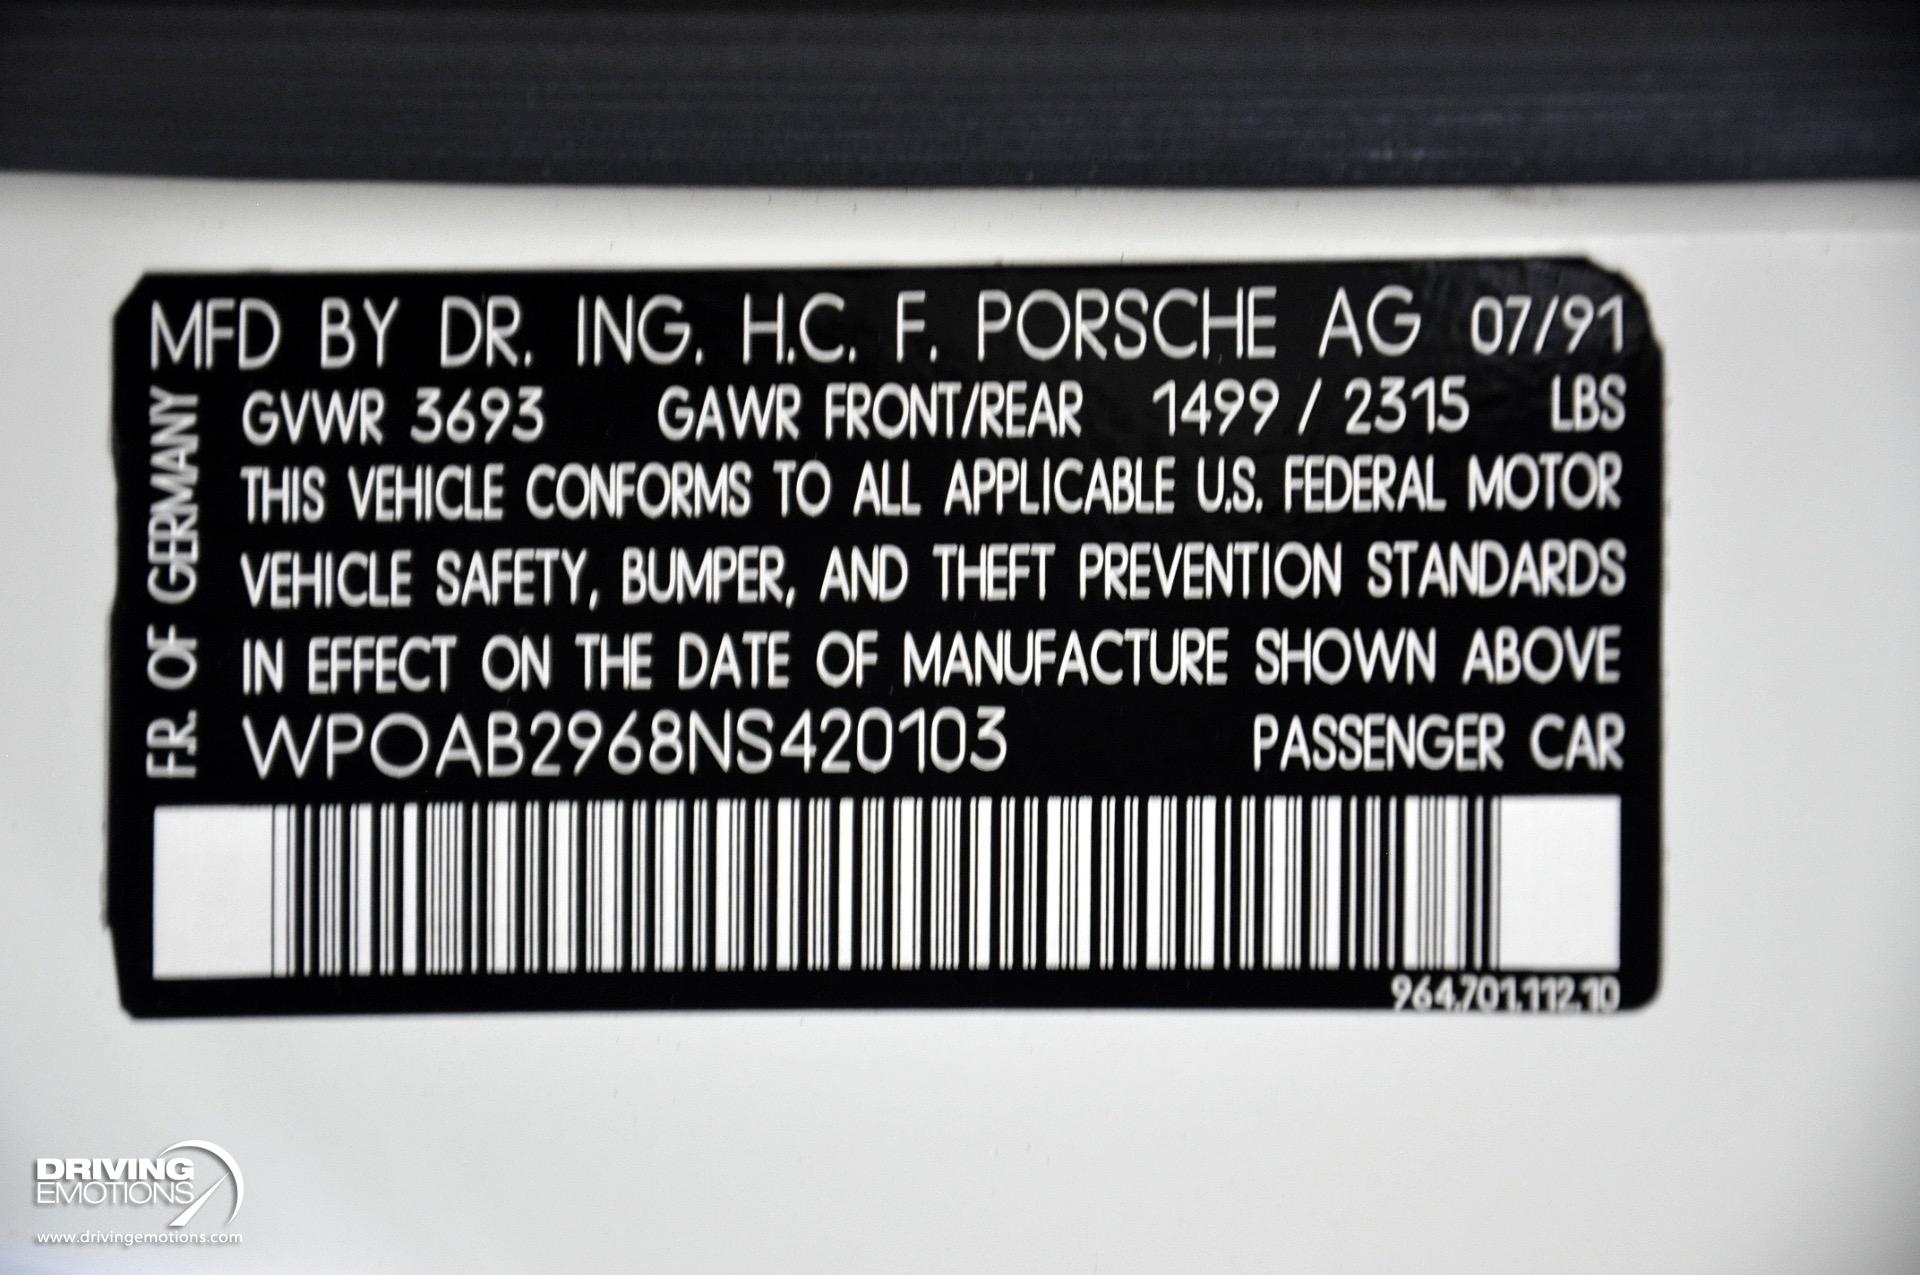 MFD BY DR. ING. H.C. F. PORSCHE AG 07/91
GVWR 3693 GAWR FRONT/REAR 1499 / 2315 LBS
THIS VEHICLE CONFORMS TO ALL APPLICABLE U.S. FEDERAL MOTOR
VEHICLE SAFETY, BUMPER, AND THEFT PREVENTION STANDARDS
IN EFFECT ON THE DATE OF MANUFACTURE SHOWN ABOVE
WP0AB2968NS420103 PASSENGER CAR
F.R. OF GERMANY
964.701.112.10
DRIVING
EMOTIONS
www.drivingemotions.com